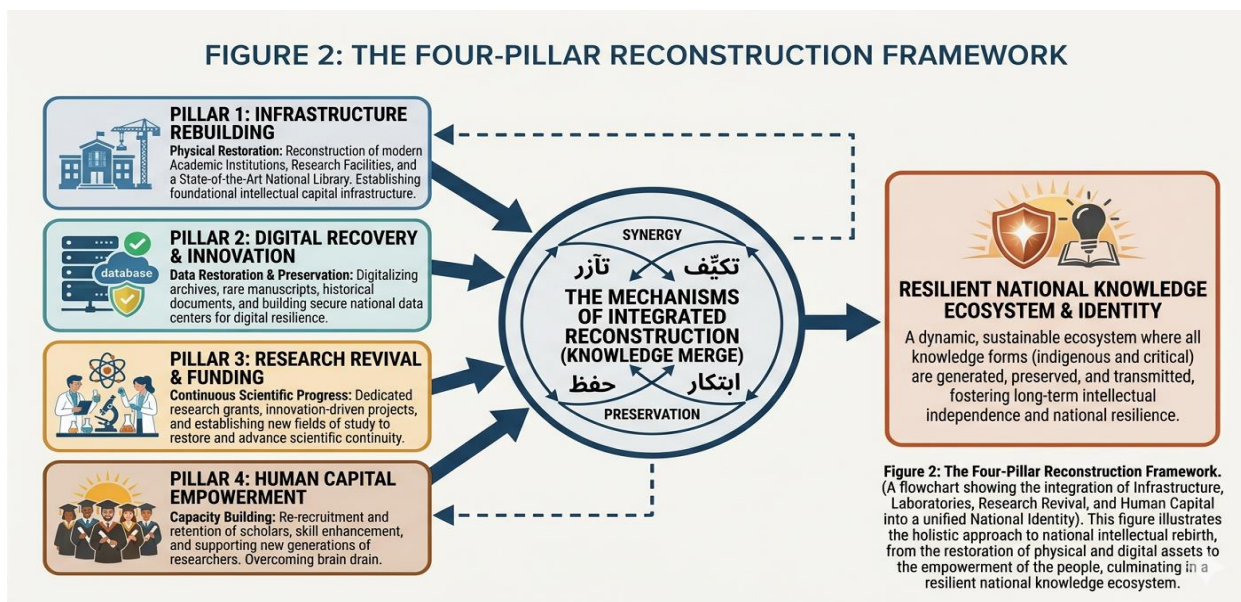 FIGURE 2: THE FOUR-PILLAR RECONSTRUCTION FRAMEWORK
PILLAR 1: INFRASTRUCTURE
REBUILDING
Physical Restoration: Reconstruction of modern
Academic Institutions, Research Facilities, and
a State-of-the-Art National Library. Establishing
foundational intellectual capital infrastructure.
database
PILLAR 2: DIGITAL RECOVERY
& INNOVATION
Data Restoration & Preservation: Digitalizing
archives, rare manuscripts, historical
documents, and building secure national data
centers for digital resilience.
PILLAR 3: RESEARCH REVIVAL
& FUNDING
Continuous Scientific Progress: Dedicated
research grants, innovation-driven projects,
and establishing new fields of study to
restore and advance scientific continuity.
PILLAR 4: HUMAN CAPITAL
EMPOWERMENT
Capacity Building: Re-recruitment and
retention of scholars, skill enhancement,
and supporting new generations of
researchers. Overcoming brain drain.
SYNERGY
تآزر تكيِّف
THE MECHANISMS
OF INTEGRATED
RECONSTRUCTION
(KNOWLEDGE MERGE)
حفظ ابتكار
PRESERVATION
RESILIENT NATIONAL KNOWLEDGE
ECOSYSTEM & IDENTITY
A dynamic, sustainable ecosystem where all
knowledge forms (indigenous and critical)
are generated, preserved, and transmitted,
fostering long-term intellectual
independence and national resilience.
Figure 2: The Four-Pillar Reconstruction Framework.
(A flowchart showing the integration of Infrastructure,
Laboratories, Research Revival, and Human Capital
into a unified National Identity). This figure illustrates
the holistic approach to national intellectual rebirth,
from the restoration of physical and digital assets to
the empowerment of the people, culminating in a
resilient national knowledge ecosystem.